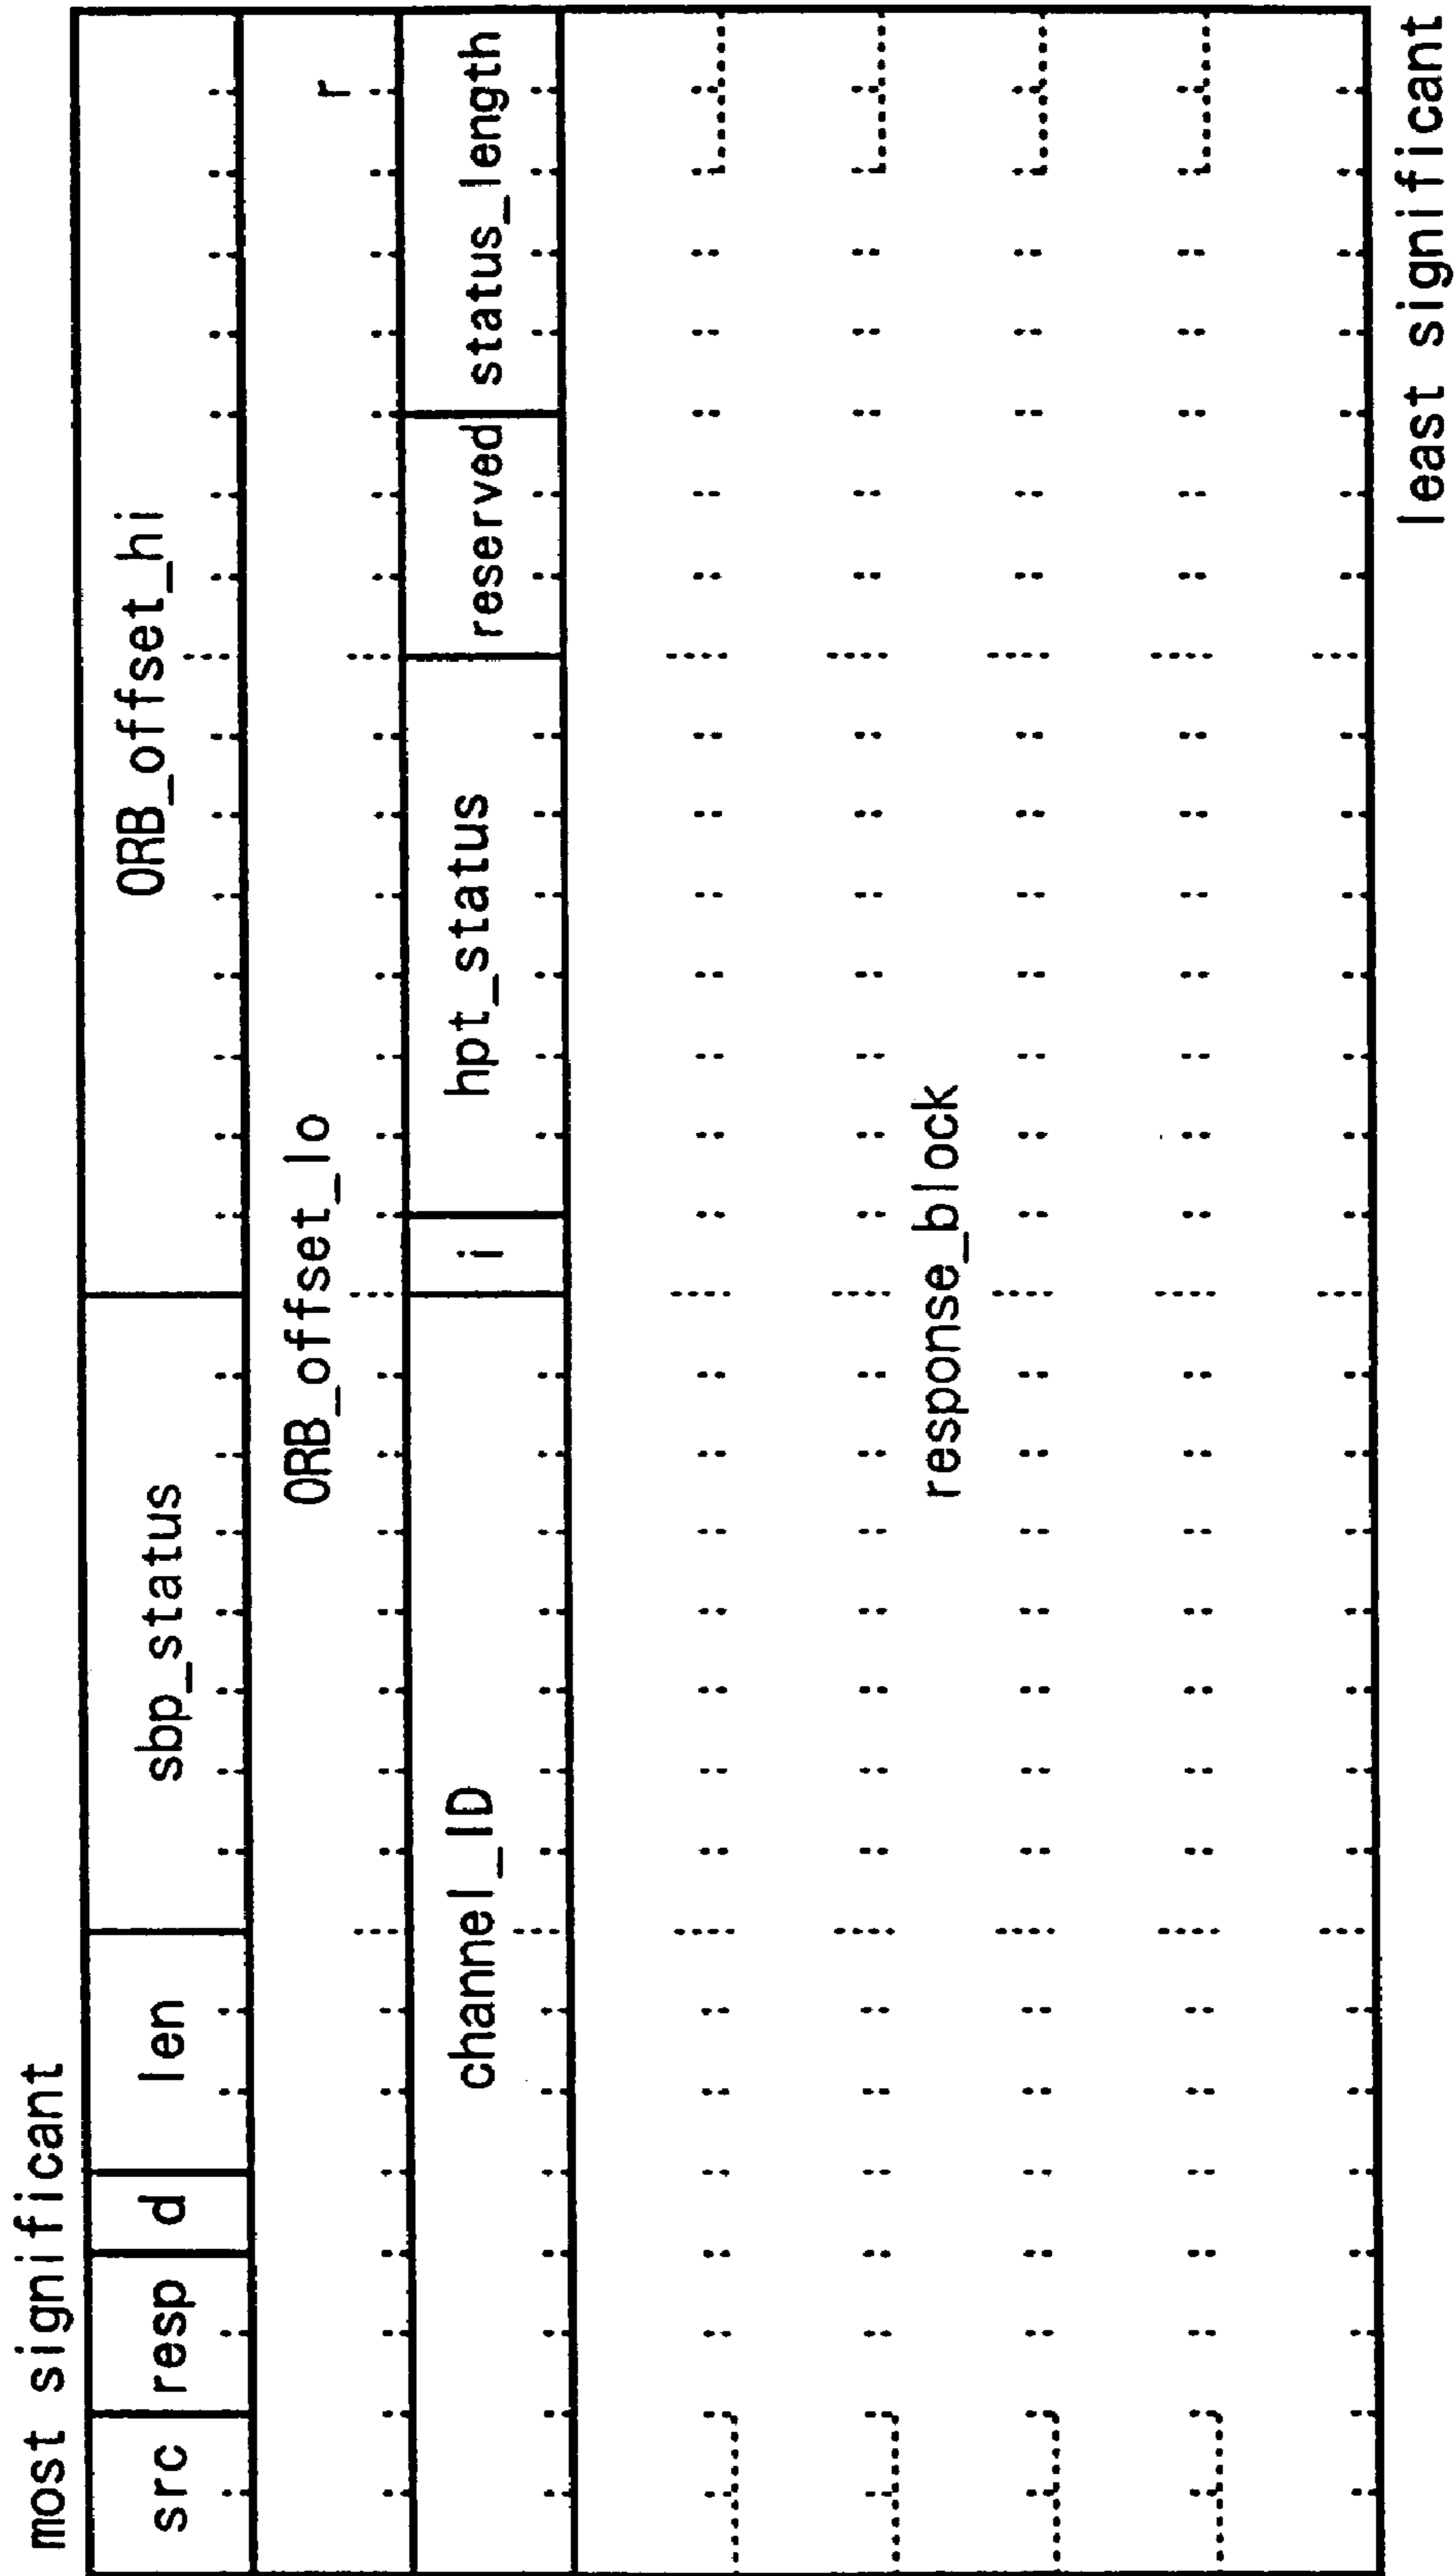 most significant
src resp d len sbp_status ORB_offset_hi
ORB_offset_lo r
channel_ID i hpt_status reserved status_length
response_block
least significant